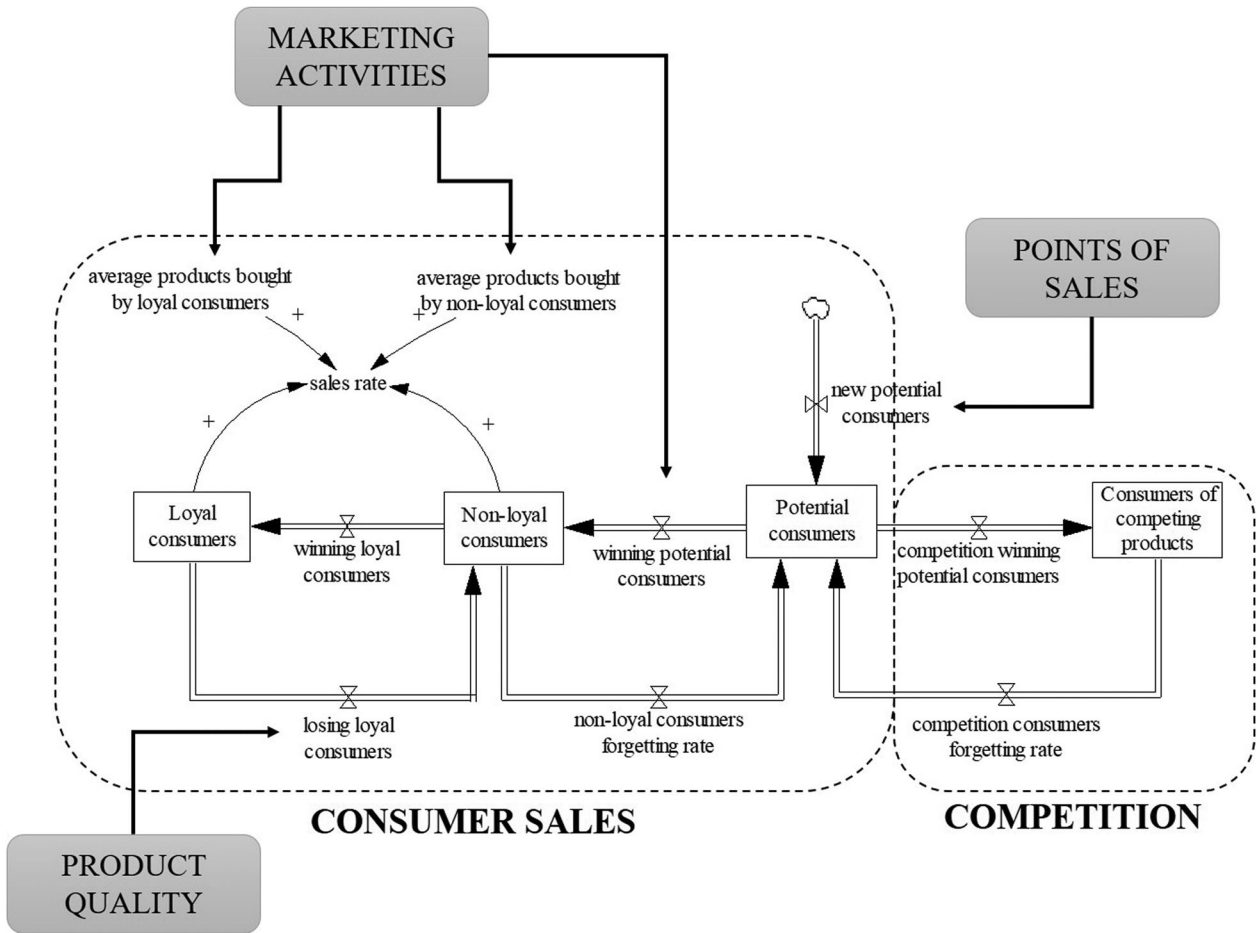 MARKETING
ACTIVITIES
POINTS OF
SALES
average products bought
by loyal consumers
average products bought
by non-loyal consumers
+
+
sales rate
new potential
consumers
+
+
Loyal
consumers
Non-loyal
consumers
Potential
consumers
Consumers of
competing
products
winning loyal
consumers
winning potential
consumers
competition winning
potential consumers
losing loyal
consumers
non-loyal consumers
forgetting rate
competition consumers
forgetting rate
CONSUMER SALES
COMPETITION
PRODUCT
QUALITY